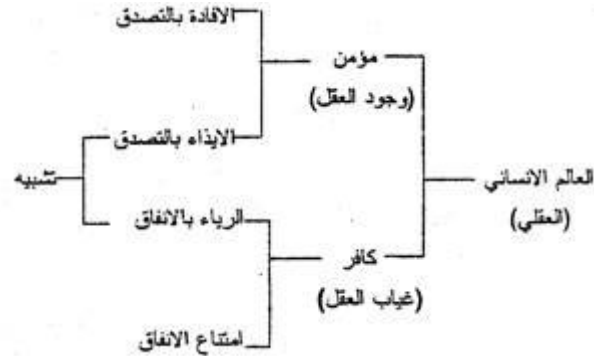 العالم الانساني
(العقلي)
مؤمن
(وجود العقل)
الافادة بالتصدق
الايذاء بالتصدق
كافر
(غياب العقل)
الرياء بالانفاق
امتناع الانفاق
تشبيه